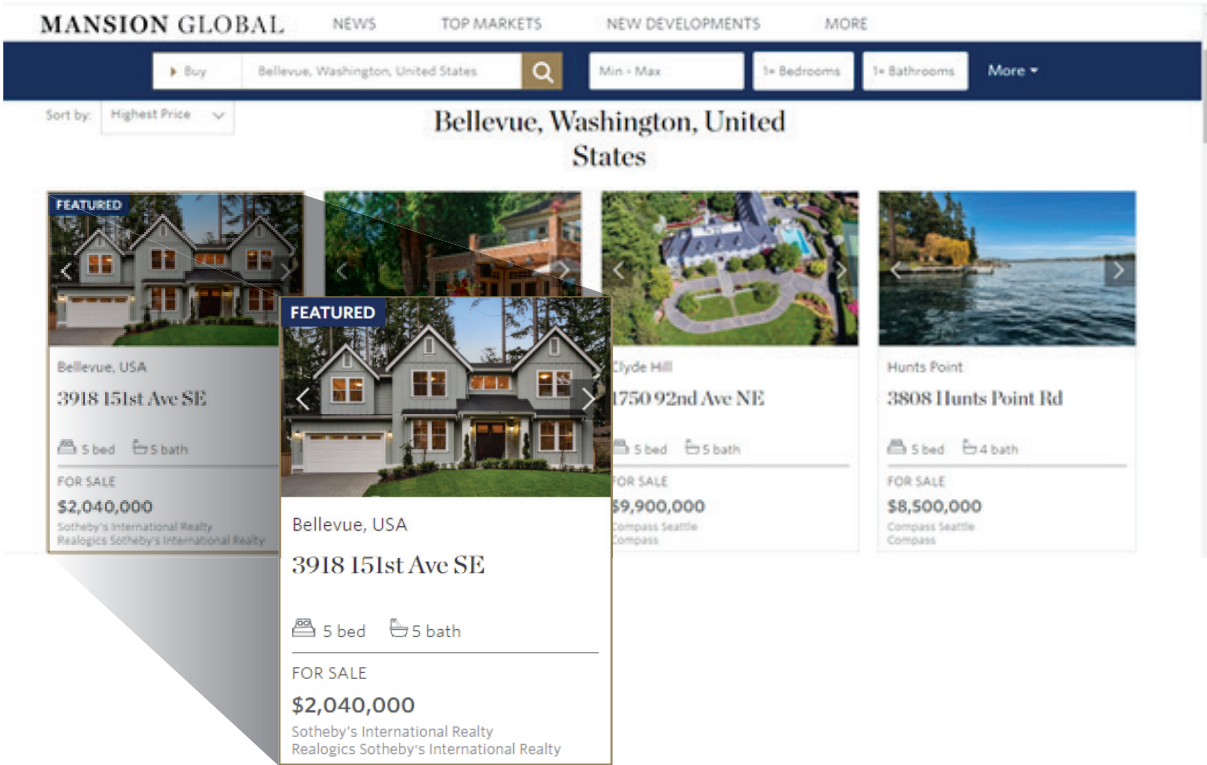 MANSION GLOBAL NEWS TOP MARKETS NEW DEVELOPMENTS MORE
Buy Bellevue, Washington, United States Min - Max 1+ Bedrooms 1+ Bathrooms More
Sort by: Highest Price
Bellevue, Washington, United
States
FEATURED
Bellevue, USA
3918 151st Ave SE
5 bed 5 bath
FOR SALE
$2,040,000
Sotheby's International Realty
Realogics Sotheby's International Realty
FEATURED
Bellevue, USA
3918 151st Ave SE
5 bed 5 bath
FOR SALE
$2,040,000
Sotheby's International Realty
Realogics Sotheby's International Realty
Clyde Hill
1750 92nd Ave NE
5 bed 5 bath
FOR SALE
$9,900,000
Compass Seattle
Compass
Hunts Point
3808 Hunts Point Rd
5 bed 4 bath
FOR SALE
$8,500,000
Compass Seattle
Compass